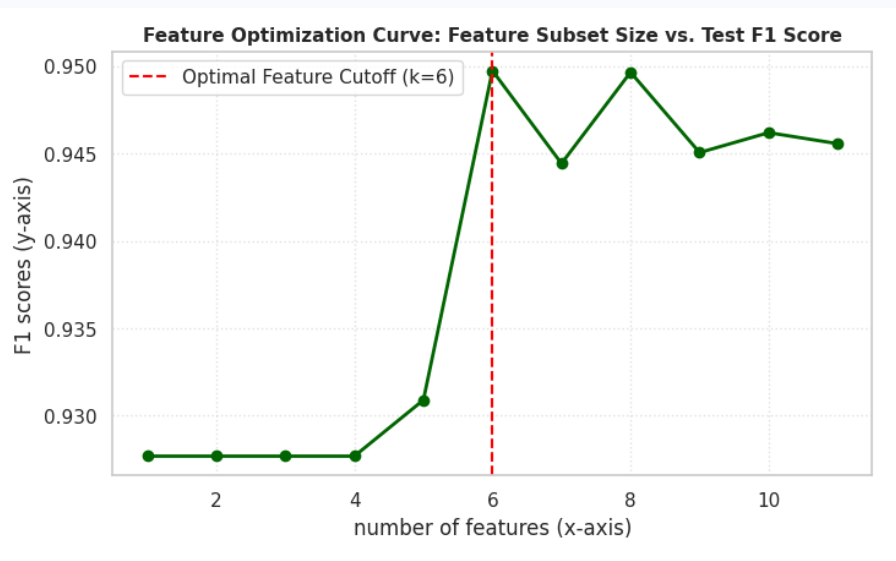 Feature Optimization Curve: Feature Subset Size vs. Test F1 Score
Optimal Feature Cutoff (k=6)
F1 scores (y-axis)
0.950
0.945
0.940
0.935
0.930
2 4 6 8 10
number of features (x-axis)